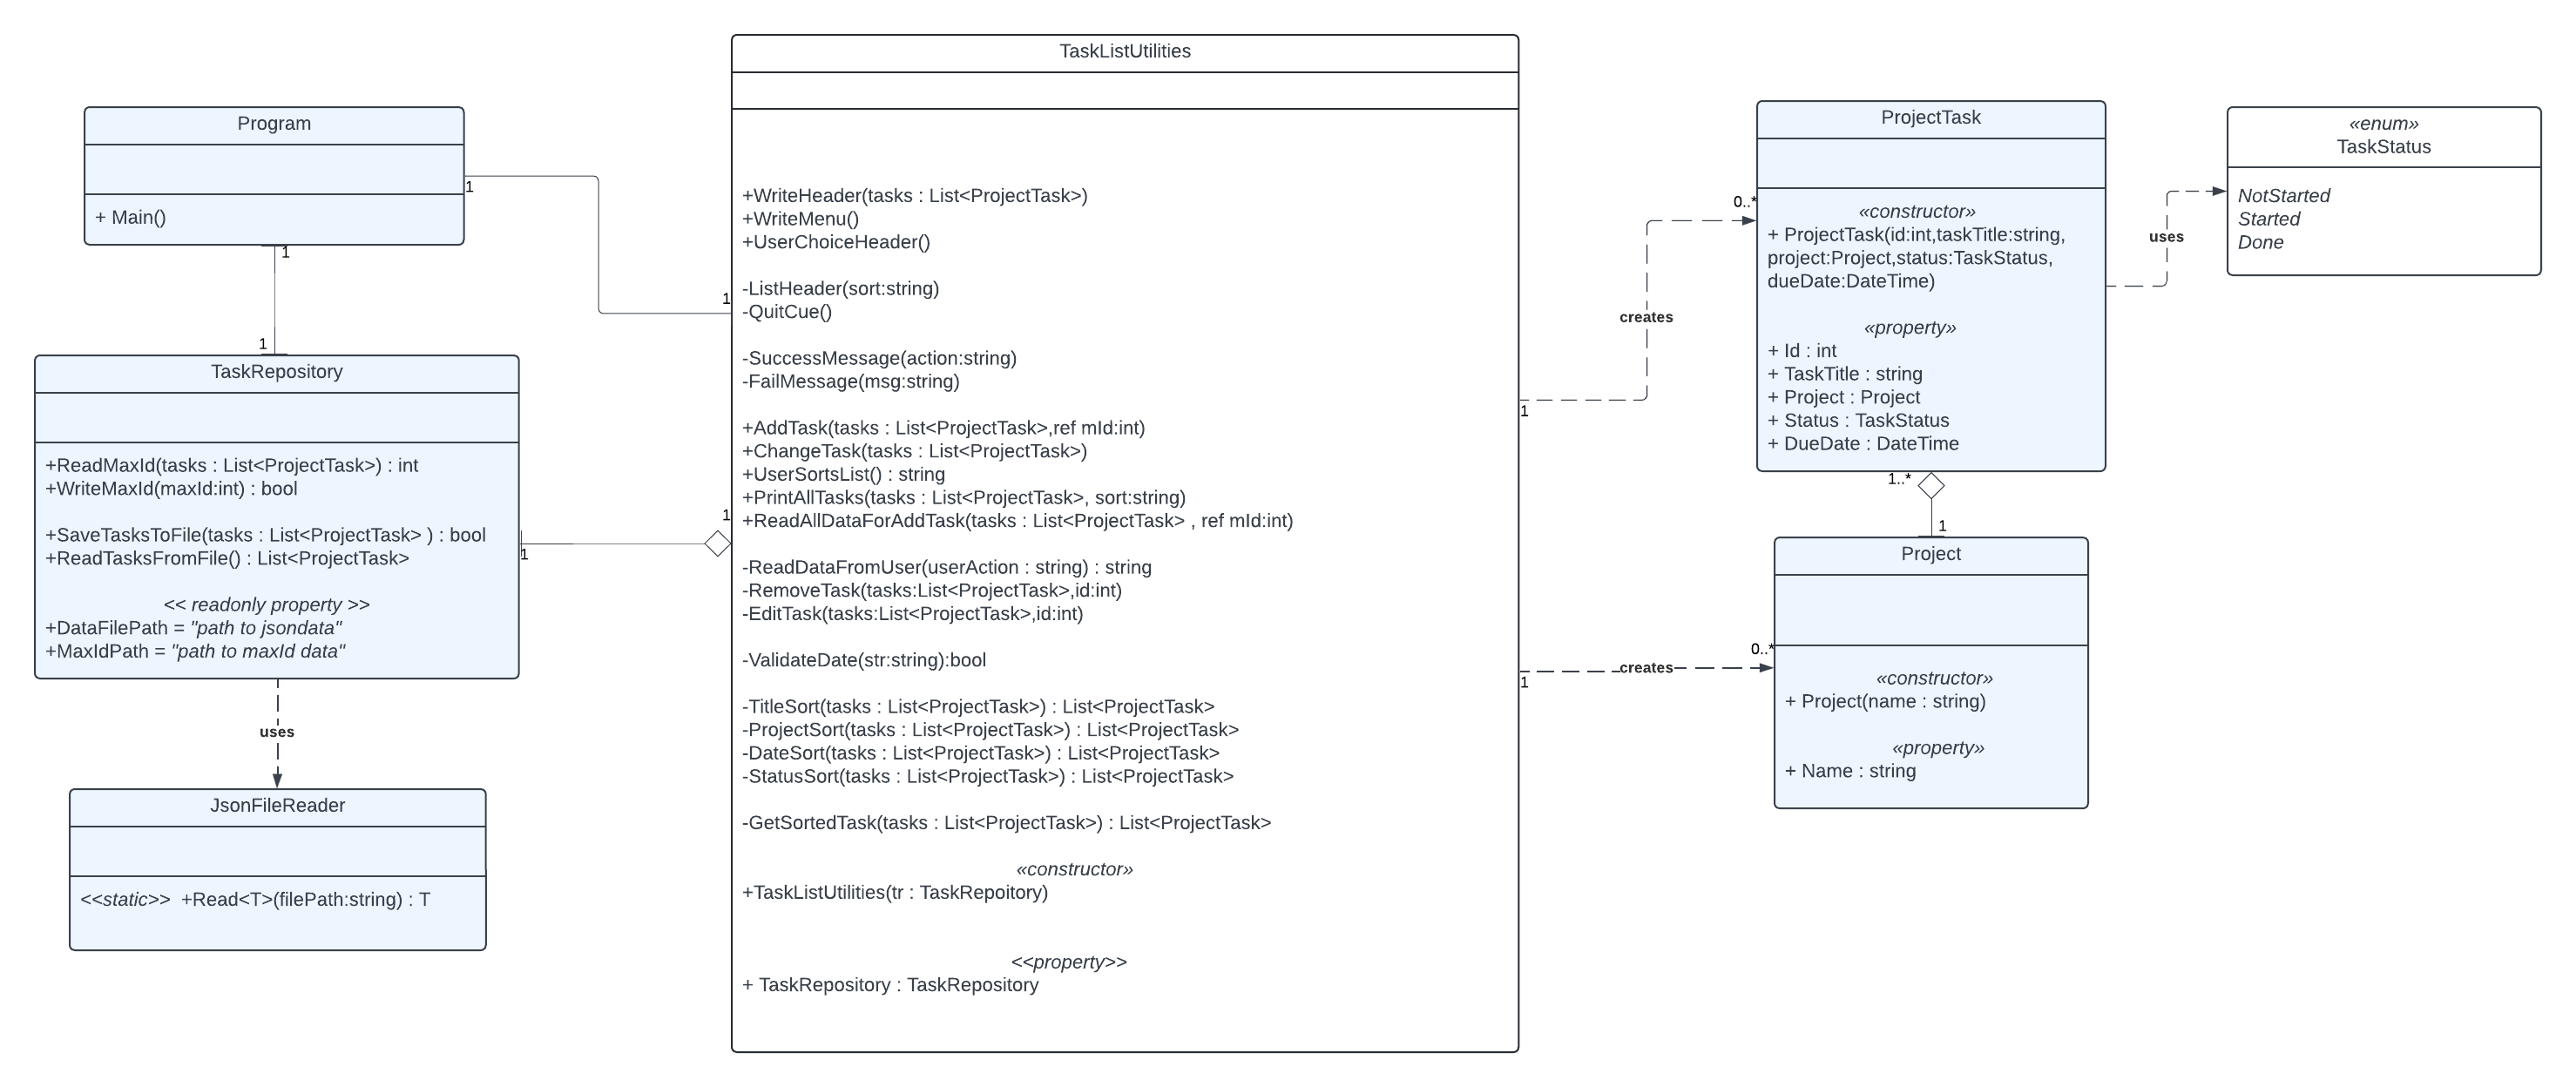 Program
+ Main()
1
1
1
1
TaskRepository
+ReadMaxId(tasks : List<ProjectTask>) : int
+WriteMaxId(maxId:int) : bool
+SaveTasksToFile(tasks : List<ProjectTask> ) : bool
+ReadTasksFromFile() : List<ProjectTask>
<< readonly property >>
+DataFilePath = "path to jsondata"
+MaxIdPath = "path to maxId data"
1
1
uses
JsonFileReader
<<static>> +Read<T>(filePath:string) : T
TaskListUtilities
+WriteHeader(tasks : List<ProjectTask>)
+WriteMenu()
+UserChoiceHeader()
-ListHeader(sort:string)
-QuitCue()
-SuccessMessage(action:string)
-FailMessage(msg:string)
+AddTask(tasks : List<ProjectTask>,ref mId:int)
+ChangeTask(tasks : List<ProjectTask>)
+UserSortsList() : string
+PrintAllTasks(tasks : List<ProjectTask>, sort:string)
+ReadAllDataForAddTask(tasks : List<ProjectTask> , ref mId:int)
-ReadDataFromUser(userAction : string) : string
-RemoveTask(tasks:List<ProjectTask>,id:int)
-EditTask(tasks:List<ProjectTask>,id:int)
-ValidateDate(str:string):bool
-TitleSort(tasks : List<ProjectTask>) : List<ProjectTask>
-ProjectSort(tasks : List<ProjectTask>) : List<ProjectTask>
-DateSort(tasks : List<ProjectTask>) : List<ProjectTask>
-StatusSort(tasks : List<ProjectTask>) : List<ProjectTask>
-GetSortedTask(tasks : List<ProjectTask>) : List<ProjectTask>
«constructor»
+TaskListUtilities(tr : TaskRepoitory)
<<property>>
+ TaskRepository : TaskRepository
1
creates
0..*
1
creates
0..*
ProjectTask
«constructor»
+ ProjectTask(id:int,taskTitle:string,
project:Project,status:TaskStatus,
dueDate:DateTime)
«property»
+ Id : int
+ TaskTitle : string
+ Project : Project
+ Status : TaskStatus
+ DueDate : DateTime
1..*
1
Project
«constructor»
+ Project(name : string)
«property»
+ Name : string
uses
«enum»
TaskStatus
NotStarted
Started
Done